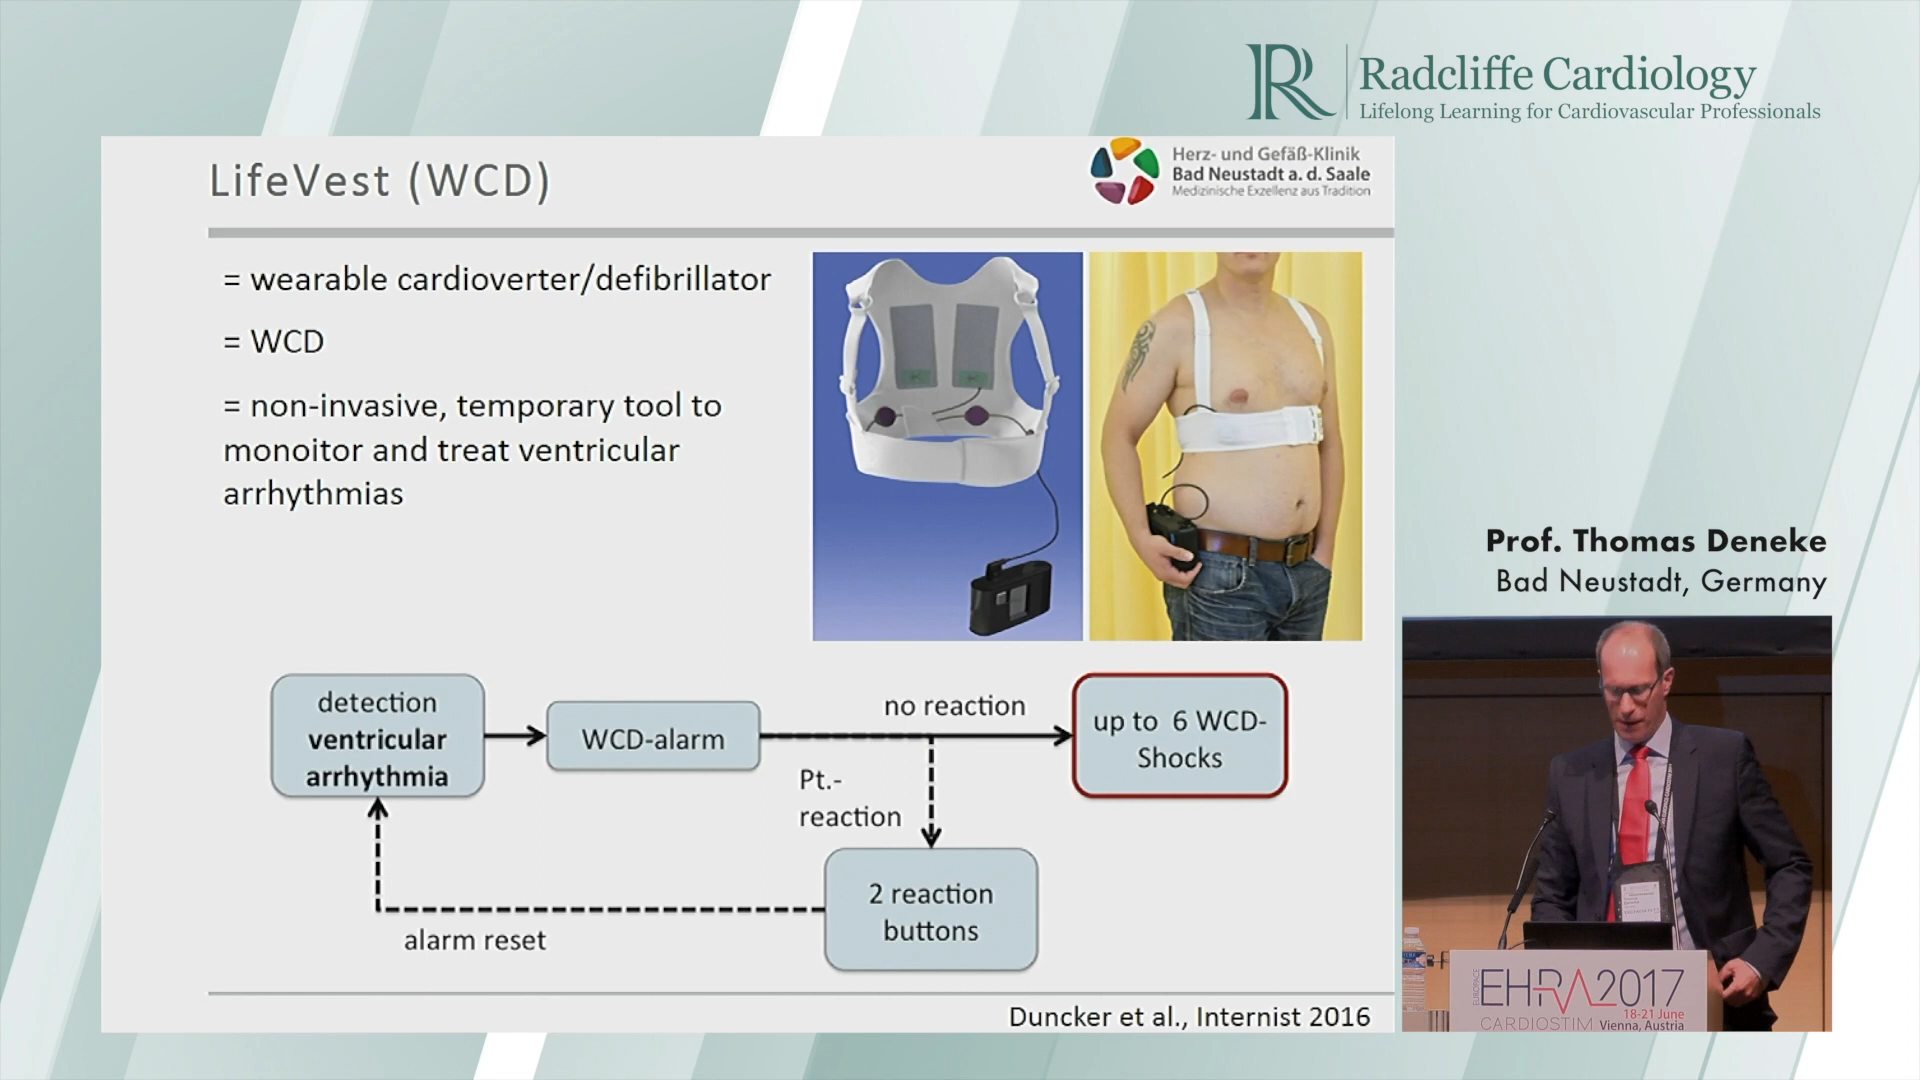 Radcliffe Cardiology
Lifelong Learning for Cardiovascular Professionals
LifeVest (WCD)
Herz- und Gefäß-Klinik
Bad Neustadt a. d. Saale
Medizinische Exzellenz aus Tradition
= wearable cardioverter/defibrillator
= WCD
= non-invasive, temporary tool to
monoitor and treat ventricular
arrhythmias
detection
ventricular
arrhythmia
WCD-alarm
no reaction
up to 6 WCD-
Shocks
Pt.-
reaction
2 reaction
buttons
alarm reset
Duncker et al., Internist 2016
Prof. Thomas Deneke
Bad Neustadt, Germany
EUROPACE
EHRA2017
18-21 June
CARDIOSTIM
Vienna, Austria